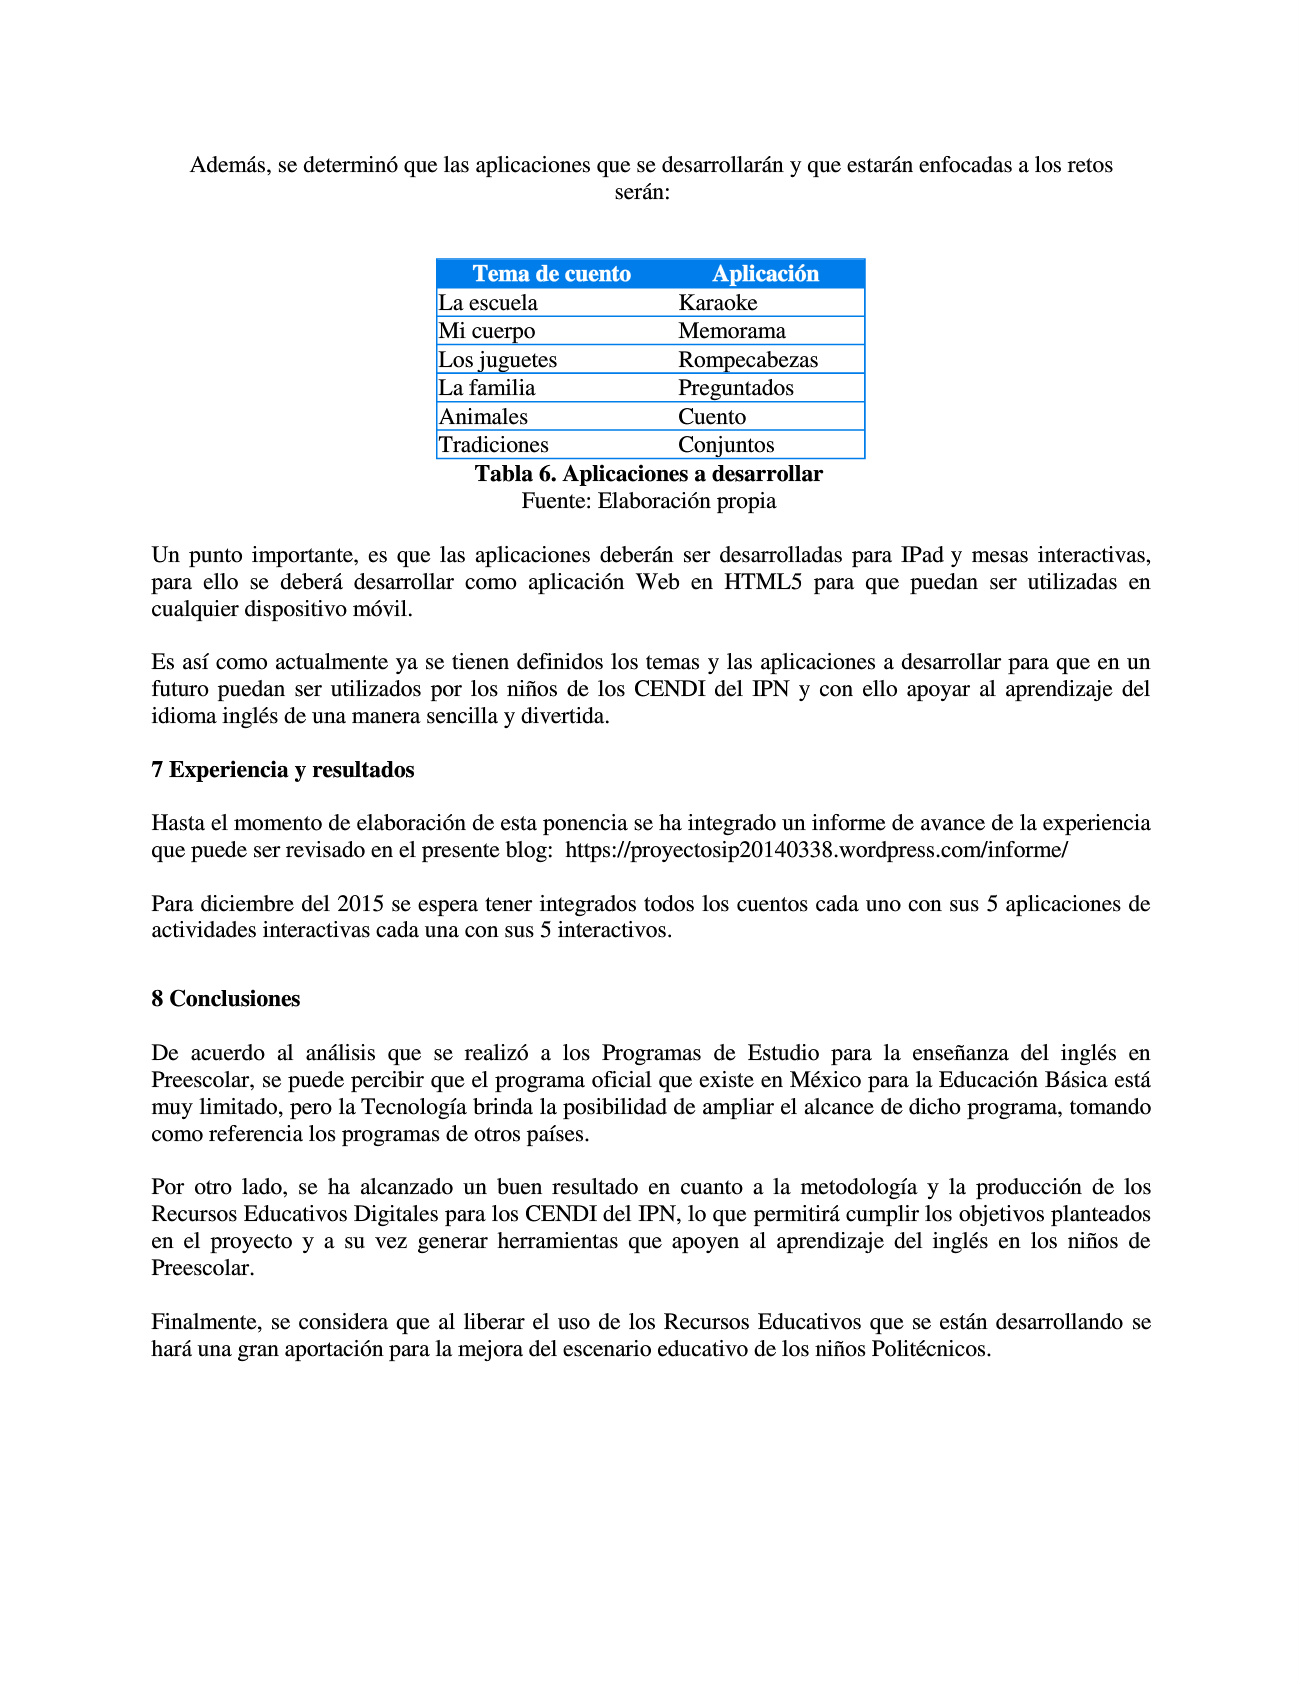 Además, se determinó que las aplicaciones que se desarrollarán y que estarán enfocadas a los retos
serán:
Tema de cuento Aplicación
La escuela Karaoke
Mi cuerpo Memorama
Los juguetes Rompecabezas
La familia Preguntados
Animales Cuento
Tradiciones Conjuntos
Tabla 6. Aplicaciones a desarrollar
Fuente: Elaboración propia
Un punto importante, es que las aplicaciones deberán ser desarrolladas para IPad y mesas interactivas,
para ello se deberá desarrollar como aplicación Web en HTML5 para que puedan ser utilizadas en
cualquier dispositivo móvil.
Es así como actualmente ya se tienen definidos los temas y las aplicaciones a desarrollar para que en un
futuro puedan ser utilizados por los niños de los CENDI del IPN y con ello apoyar al aprendizaje del
idioma inglés de una manera sencilla y divertida.
7 Experiencia y resultados
Hasta el momento de elaboración de esta ponencia se ha integrado un informe de avance de la experiencia
que puede ser revisado en el presente blog: https://proyectosip20140338.wordpress.com/informe/
Para diciembre del 2015 se espera tener integrados todos los cuentos cada uno con sus 5 aplicaciones de
actividades interactivas cada una con sus 5 interactivos.
8 Conclusiones
De acuerdo al análisis que se realizó a los Programas de Estudio para la enseñanza del inglés en
Preescolar, se puede percibir que el programa oficial que existe en México para la Educación Básica está
muy limitado, pero la Tecnología brinda la posibilidad de ampliar el alcance de dicho programa, tomando
como referencia los programas de otros países.
Por otro lado, se ha alcanzado un buen resultado en cuanto a la metodología y la producción de los
Recursos Educativos Digitales para los CENDI del IPN, lo que permitirá cumplir los objetivos planteados
en el proyecto y a su vez generar herramientas que apoyen al aprendizaje del inglés en los niños de
Preescolar.
Finalmente, se considera que al liberar el uso de los Recursos Educativos que se están desarrollando se
hará una gran aportación para la mejora del escenario educativo de los niños Politécnicos.